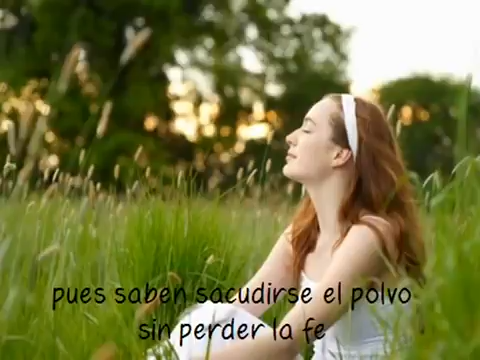 pues saben sacudirse el polvo
sin perder la fe